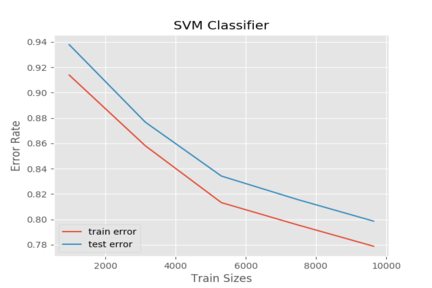 SVM Classifier
Error Rate
0.94
0.92
0.90
0.88
0.86
0.84
0.82
0.80
0.78
train error
test error
2000 4000 6000 8000 10000
Train Sizes